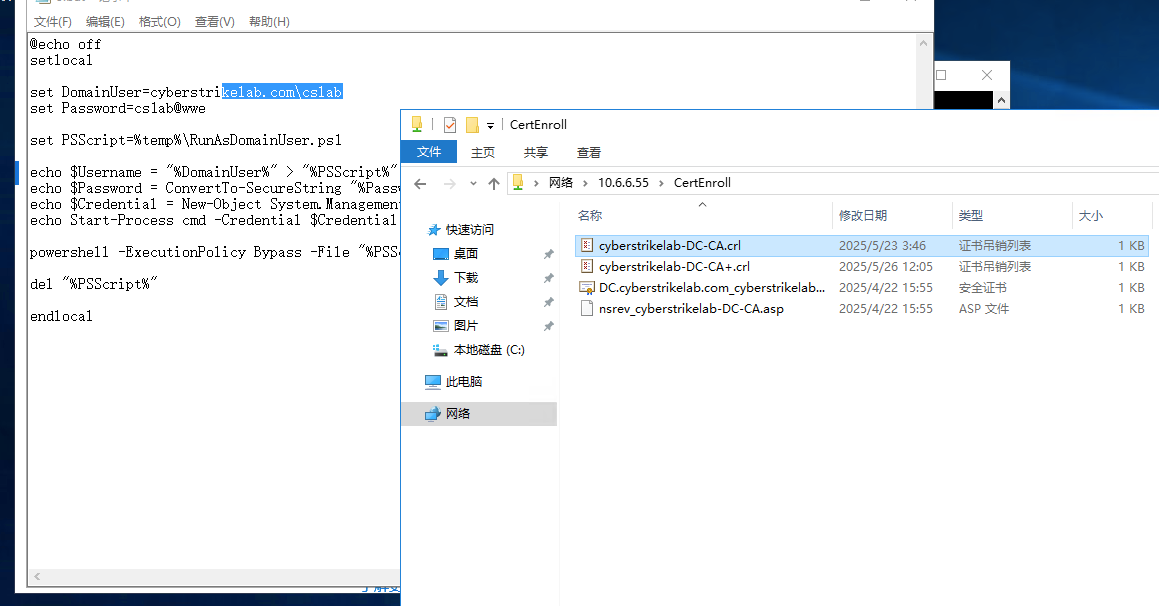 文件(F) 编辑(E) 格式(O) 查看(V) 帮助(H)
@echo off
setlocal
set DomainUser=cyberstrikelab.com\cslab
set Password=cslab@wwe
set PSScript=%temp%\RunAsDomainUser.ps1
echo $Username = "%DomainUser%" > "%PSScript%"
echo $Password = ConvertTo-SecureString "%Passw
echo $Credential = New-Object System.Management
echo Start-Process cmd -Credential $Credential
powershell -ExecutionPolicy Bypass -File "%PSSc
del "%PSScript%"
endlocal
CertEnroll
文件 主页 共享 查看
网络 › 10.6.6.55 › CertEnroll
快速访问
桌面
下载
文档
图片
本地磁盘 (C:)
此电脑
网络
名称 修改日期 类型 大小
cyberstrikelab-DC-CA.crl 2025/5/23 3:46 证书吊销列表 1 KB
cyberstrikelab-DC-CA+.crl 2025/5/26 12:05 证书吊销列表 1 KB
DC.cyberstrikelab.com_cyberstrikelab... 2025/4/22 15:55 安全证书 1 KB
nsrev_cyberstrikelab-DC-CA.asp 2025/4/22 15:55 ASP 文件 1 KB